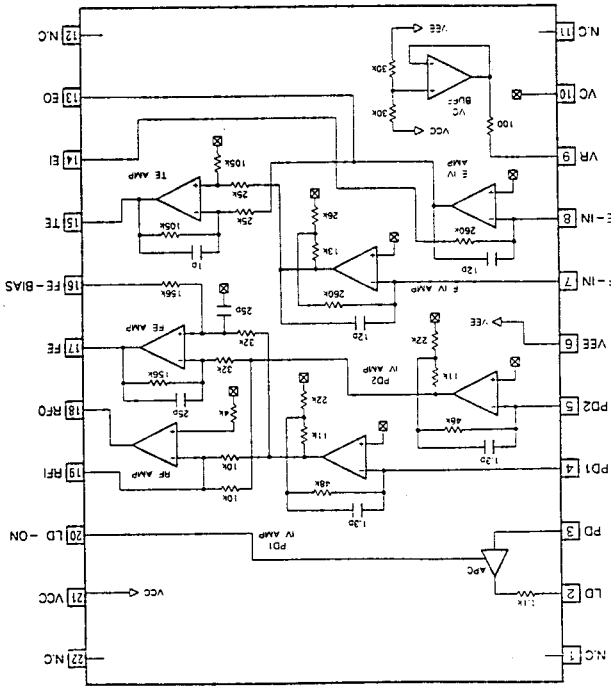 N.C 1
22 N.C
LD 2
1.1k
VCC
21 VCC
APC
PD 3
20 LD-ON
PD1
IV AMP
1.3p
48k
PD1 4
10k
19 RFI
11k
10k
RF AMP
22k
4k
18 RFO
1.3p
48k
PD2 5
25p
156k
11k
PD2
IV AMP
32k
17 FE
22k
32k
FE AMP
VEE 6
VEE
25p
156k
16 FE-BIAS
12p
260k
-IN 7
F IV AMP
13k
26k
1p
105k
15 TE
12p
260k
E-IN 8
25k
25k
105k
TE AMP
E IV
AMP
14 EI
VR 9
100
VCC
30k
VC
BUFF
13 EO
VC 10
30k
VEE
N.C 11
12 N.C